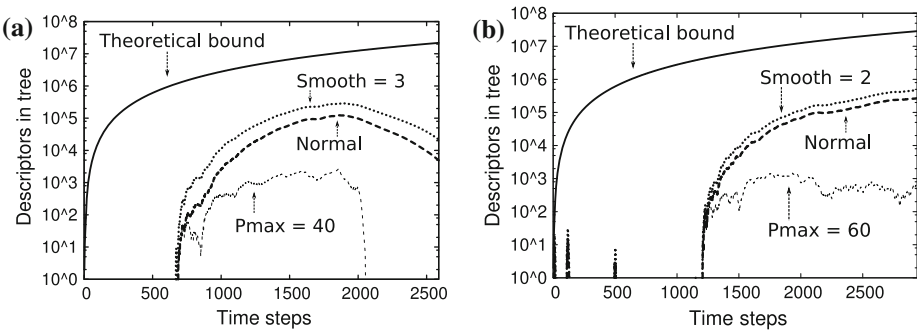 (a)
Descriptors in tree
10^8
10^7
10^6
10^5
10^4
10^3
10^2
10^1
10^0
Theoretical bound
Smooth = 3
Normal
Pmax = 40
0 500 1000 1500 2000 2500
Time steps
(b)
Descriptors in tree
10^8
10^7
10^6
10^5
10^4
10^3
10^2
10^1
10^0
Theoretical bound
Smooth = 2
Normal
Pmax = 60
0 500 1000 1500 2000 2500
Time steps